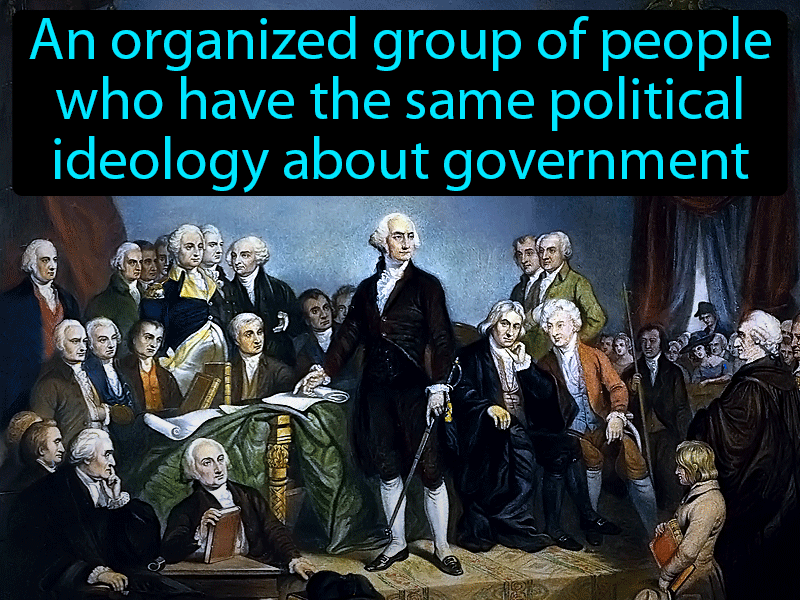 An organized group of people
who have the same political
ideology about government